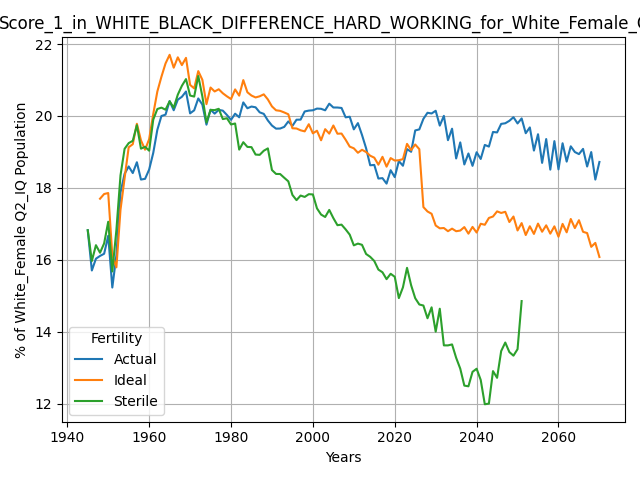 Score_1_in_WHITE_BLACK_DIFFERENCE_HARD_WORKING_for_White_Female_
% of White_Female Q2_IQ Population
22
20
18
16
14
12
Fertility
Actual
Ideal
Sterile
1940
1960
1980
2000
2020
2040
2060
Years